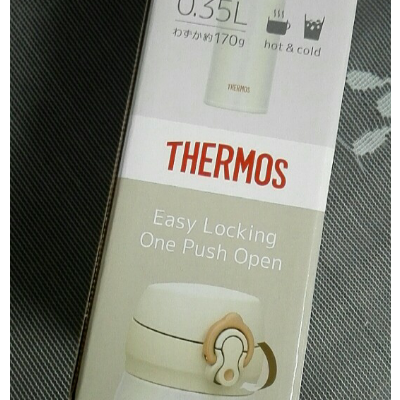 0.35L
わずか約170g
hot & cold
THERMOS
THERMOS
Easy Locking
One Push Open